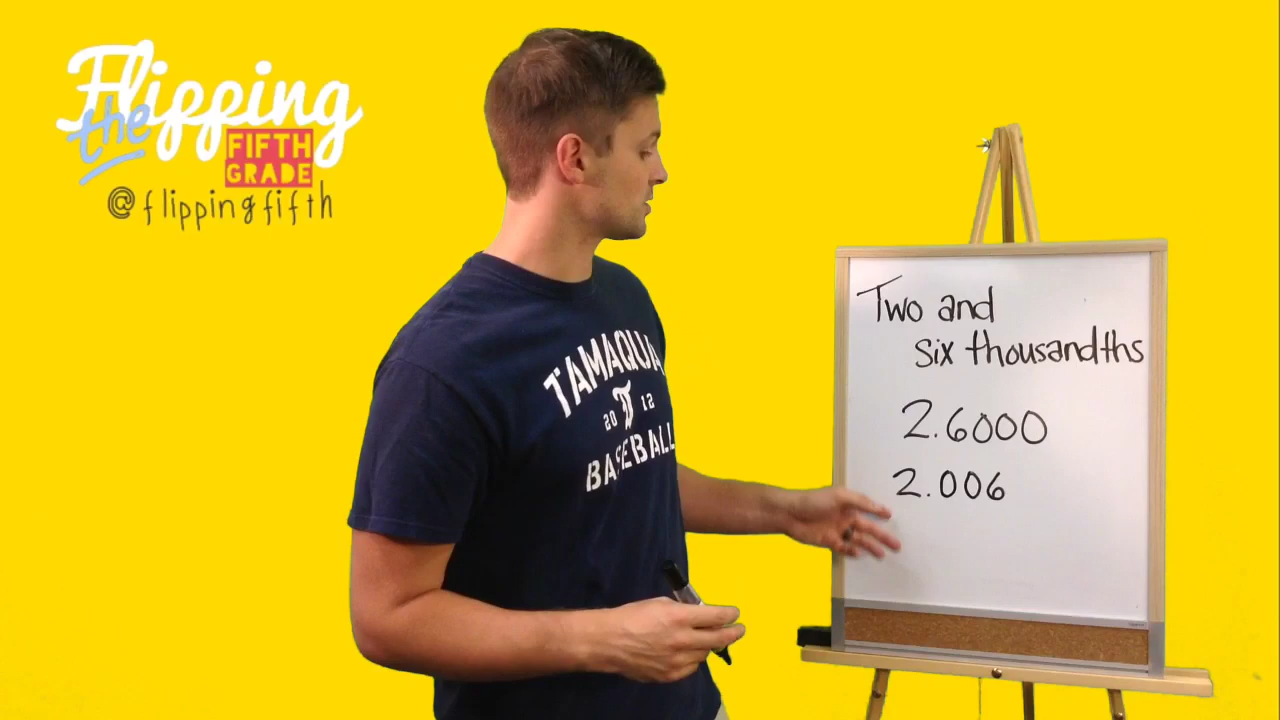 Flipping
the
FIFTH
GRADE
@flippingfifth
TAMAQUA
20 T 12
BASEBALL
Two and
six thousandths
2.6000
2.006